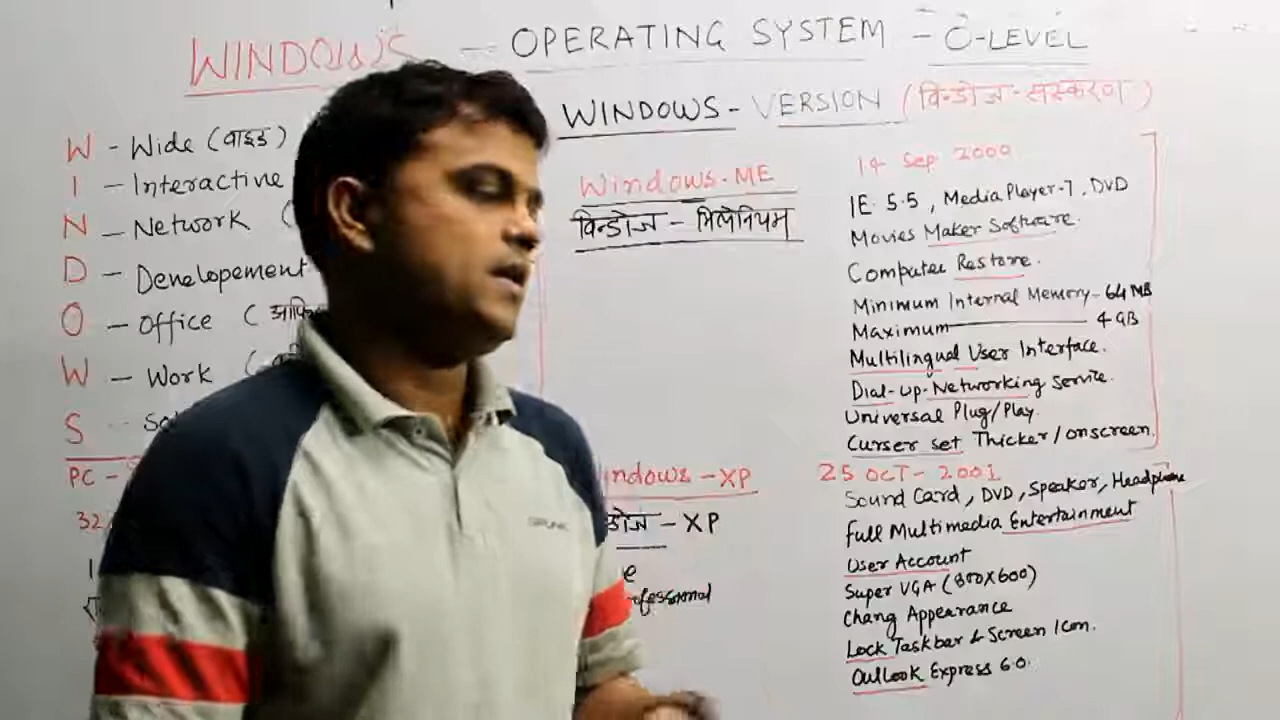 WINDOWS - OPERATING SYSTEM - O-LEVEL
WINDOWS - VERSION (विन्डोज - संस्करण)
W - Wide (वाइड)
I - Interactive
N - Network (
D - Developement
O - Office (
W - Work (
S -
PC -
32
Windows-ME
विन्डोज - मिलेनियम
14 Sep 2000
IE 5.5, Media Player-7, DVD
Movies Maker Software.
Computer Restore.
Minimum Internal Memory - 64 MB
Maximum - 4 GB
Multilingual User Interface.
Dial-up-Networking Service.
Universal Plug/Play.
Curser set Thicker/onscreen
indows - XP
- XP
25 OCT - 2001
Sound Card, DVD, Speaker, Headphone
Full Multimedia Entertainment
User Account
Super VGA (800X600)
Chang Appearance
Lock Taskbar & Screen Icon.
Outlook Express 6.0.